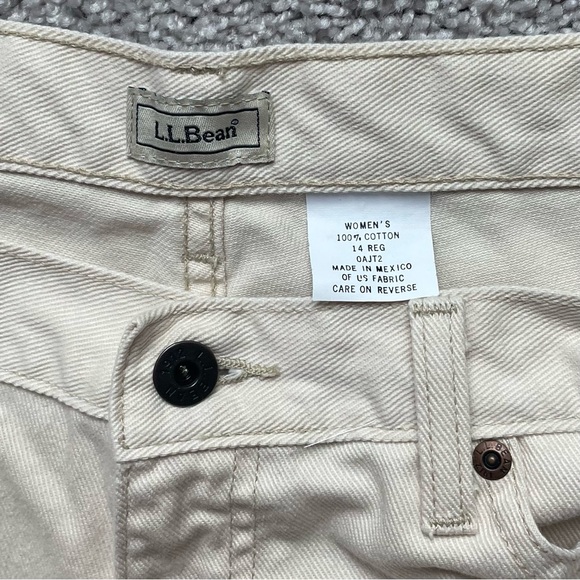 L.L.Bean®
WOMEN'S
100% COTTON
14 REG
0AJT2
MADE IN MEXICO
OF US FABRIC
CARE ON REVERSE